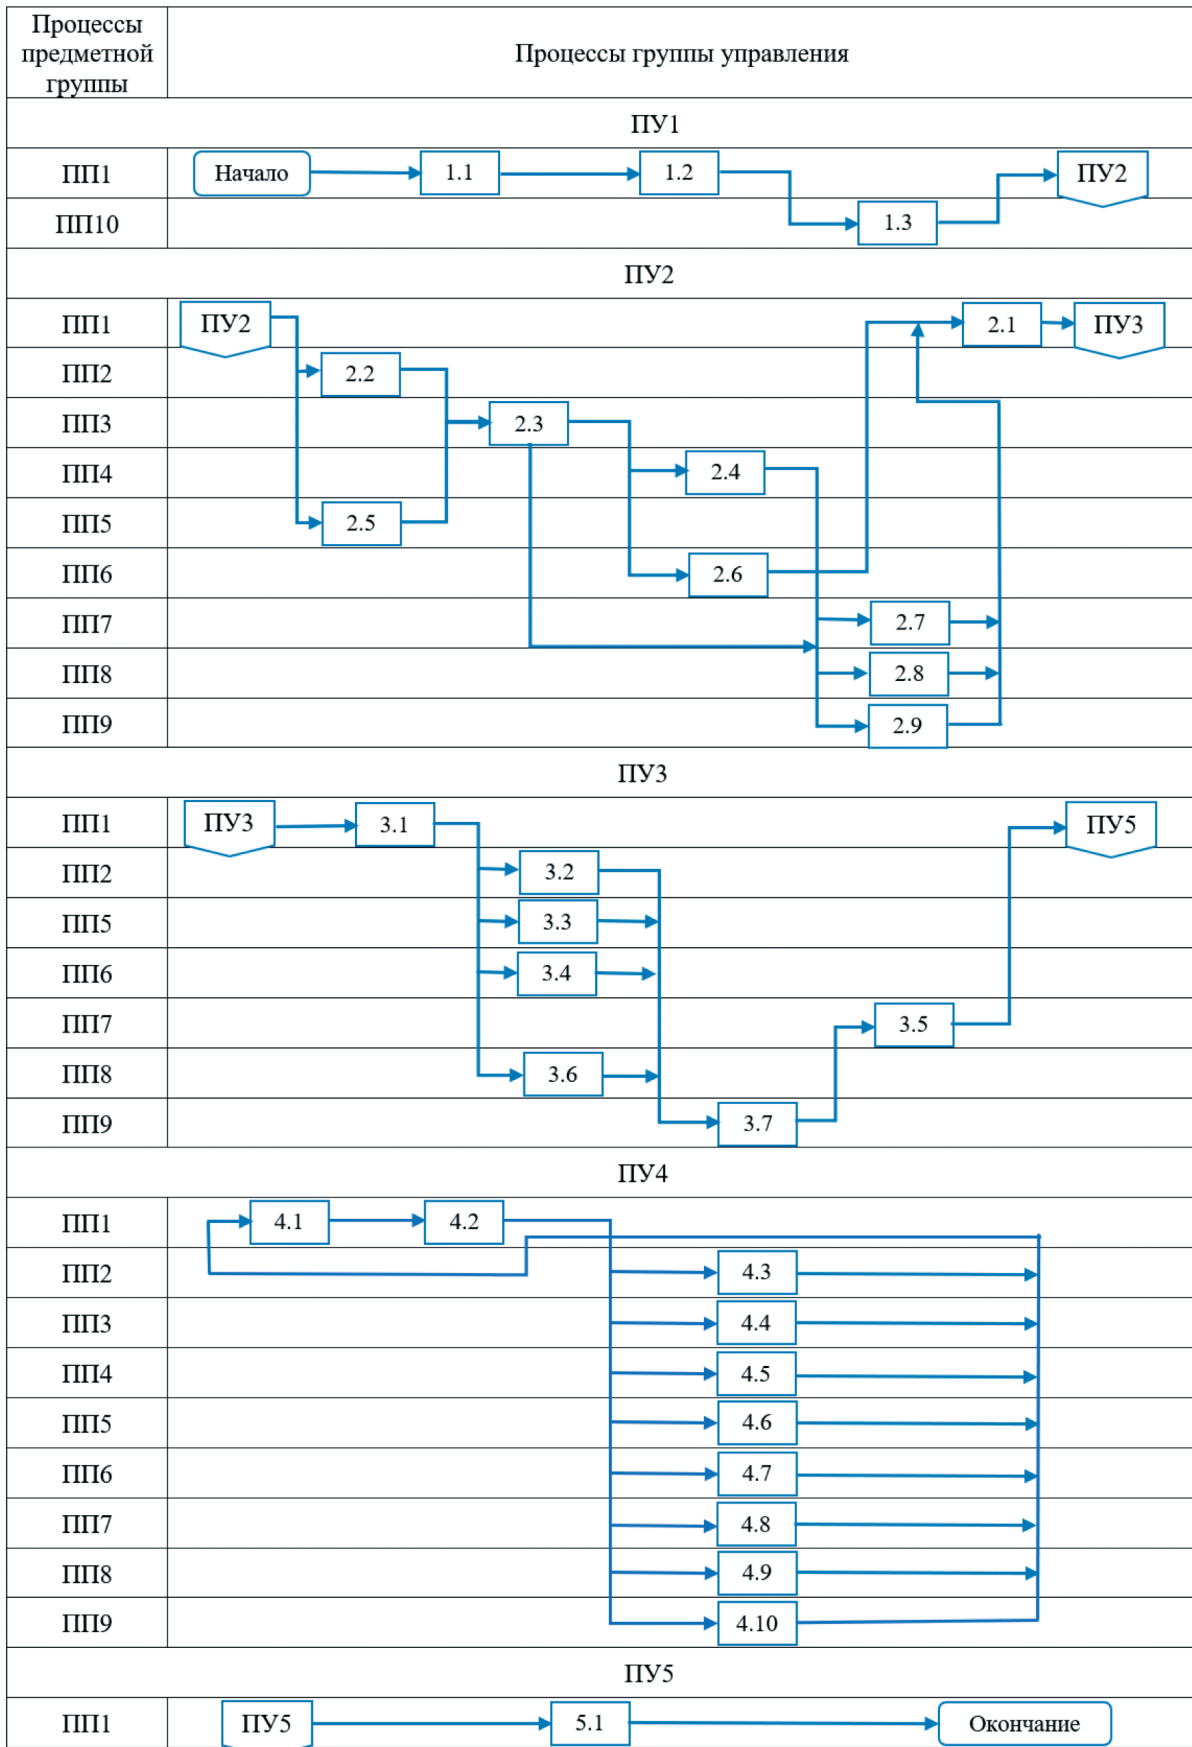 Процессы
предметной
группы
Процессы группы управления
ПУ1
ПП1
Начало
1.1
1.2
ПУ2
ПП10
1.3
ПУ2
ПП1
ПУ2
2.1
ПУ3
ПП2
2.2
ПП3
2.3
ПП4
2.4
ПП5
2.5
ПП6
2.6
ПП7
2.7
ПП8
2.8
ПП9
2.9
ПУ3
ПП1
ПУ3
3.1
ПУ5
ПП2
3.2
ПП5
3.3
ПП6
3.4
ПП7
3.5
ПП8
3.6
ПП9
3.7
ПУ4
ПП1
4.1
4.2
ПП2
4.3
ПП3
4.4
ПП4
4.5
ПП5
4.6
ПП6
4.7
ПП7
4.8
ПП8
4.9
ПП9
4.10
ПУ5
ПП1
ПУ5
5.1
Окончание